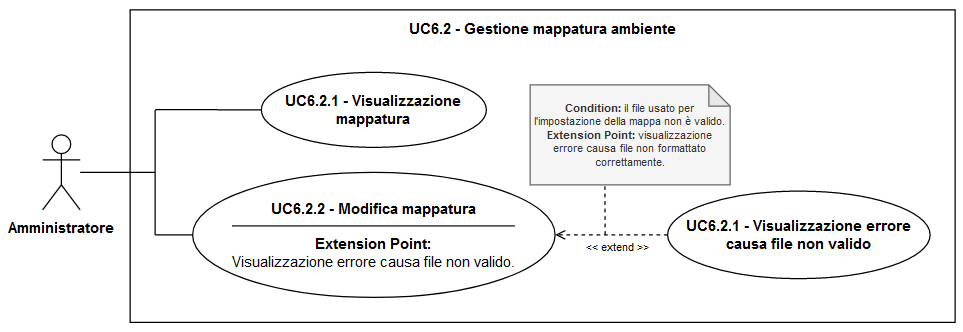 UC6.2 - Gestione mappatura ambiente
UC6.2.1 - Visualizzazione
mappatura
Condition: il file usato per
l'impostazione della mappa non è valido.
Extension Point: visualizzazione
errore causa file non formattato
correttamente.
Amministratore
UC6.2.2 - Modifica mappatura
Extension Point:
Visualizzazione errore causa file non valido.
<< extend >>
UC6.2.1 - Visualizzazione errore
causa file non valido